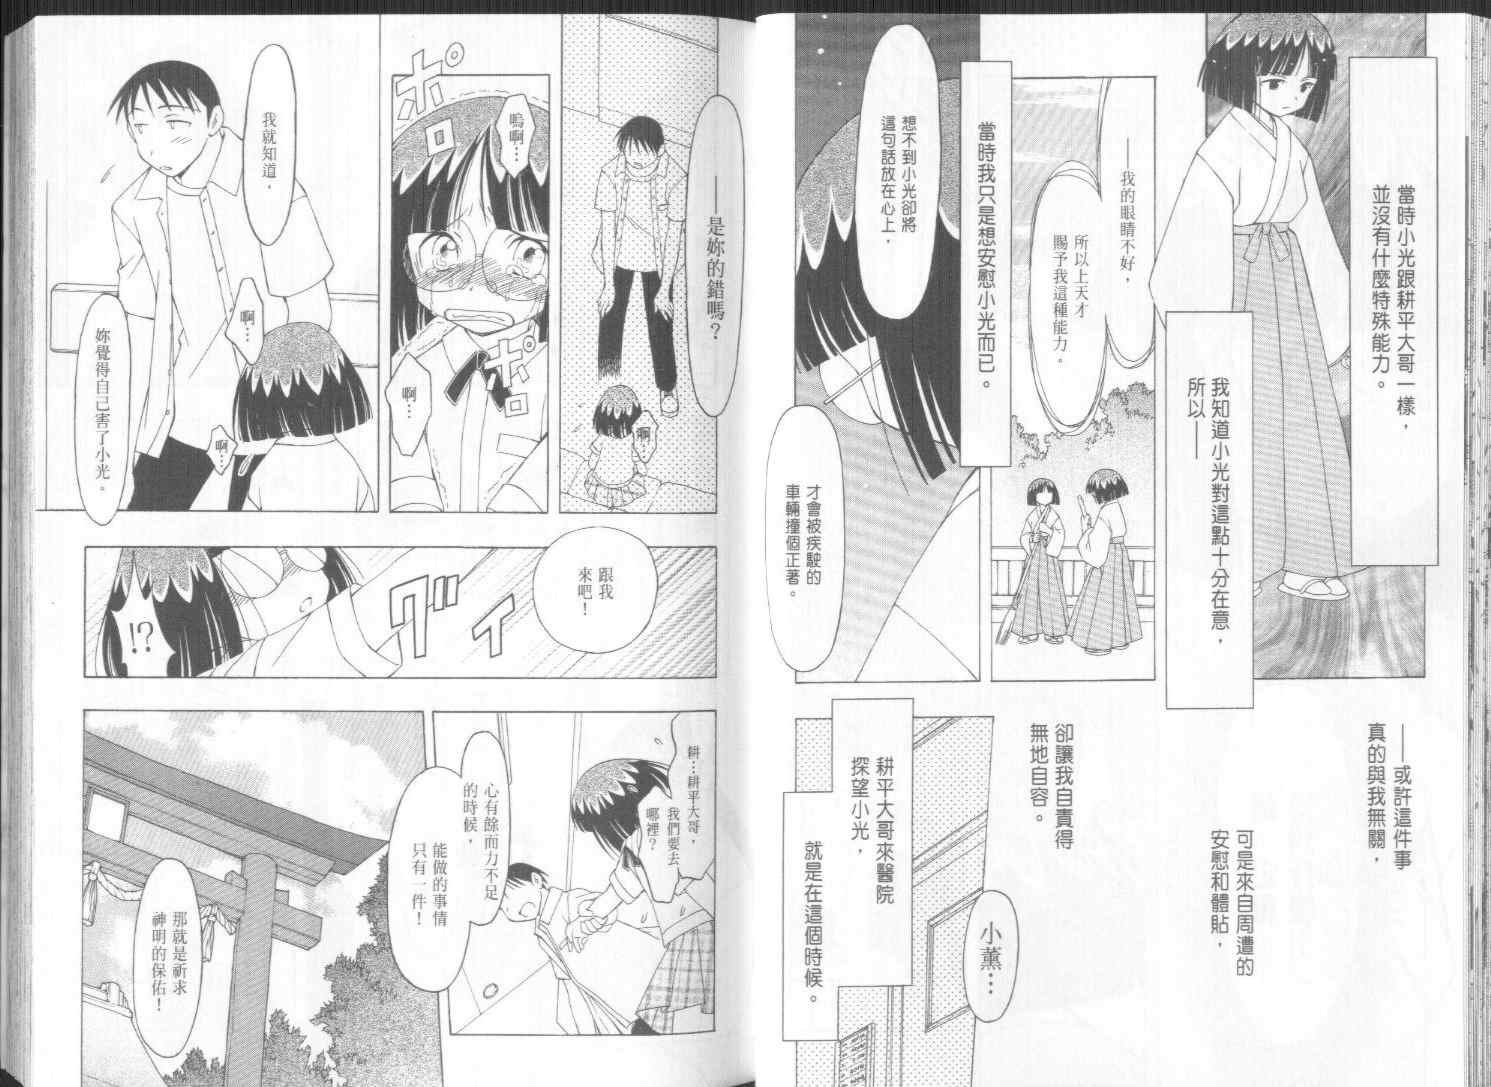 當時小光跟耕平大哥一樣，
並沒有什麼特殊能力。
我知道小光對這點十分在意，
所以——
——我的眼睛不好，
所以上天才
賜予我這種能力。
當時我只是想安慰小光而已。
想不到小光卻將
這句話放在心上，
才會被疾駛的
車輛撞個正著。
——或許這件事
真的與我無關，
可是來自周遭的
安慰和體貼，
卻讓我自責得
無地自容。
小薰…
耕平大哥來醫院
探望小光，
就是在這個時候。
——是妳的錯嗎？
啊…
嗚啊…
ポロ
ポロ
啊…
我就知道，
啊…
啊…
妳覺得自己害了小光。
跟我
來吧！
グイ
!?
耕…耕平大哥，
我們要去
哪裡？
心有餘而力不足
的時候，
能做的事情
只有一件！
那就是祈求
神明的保佑！